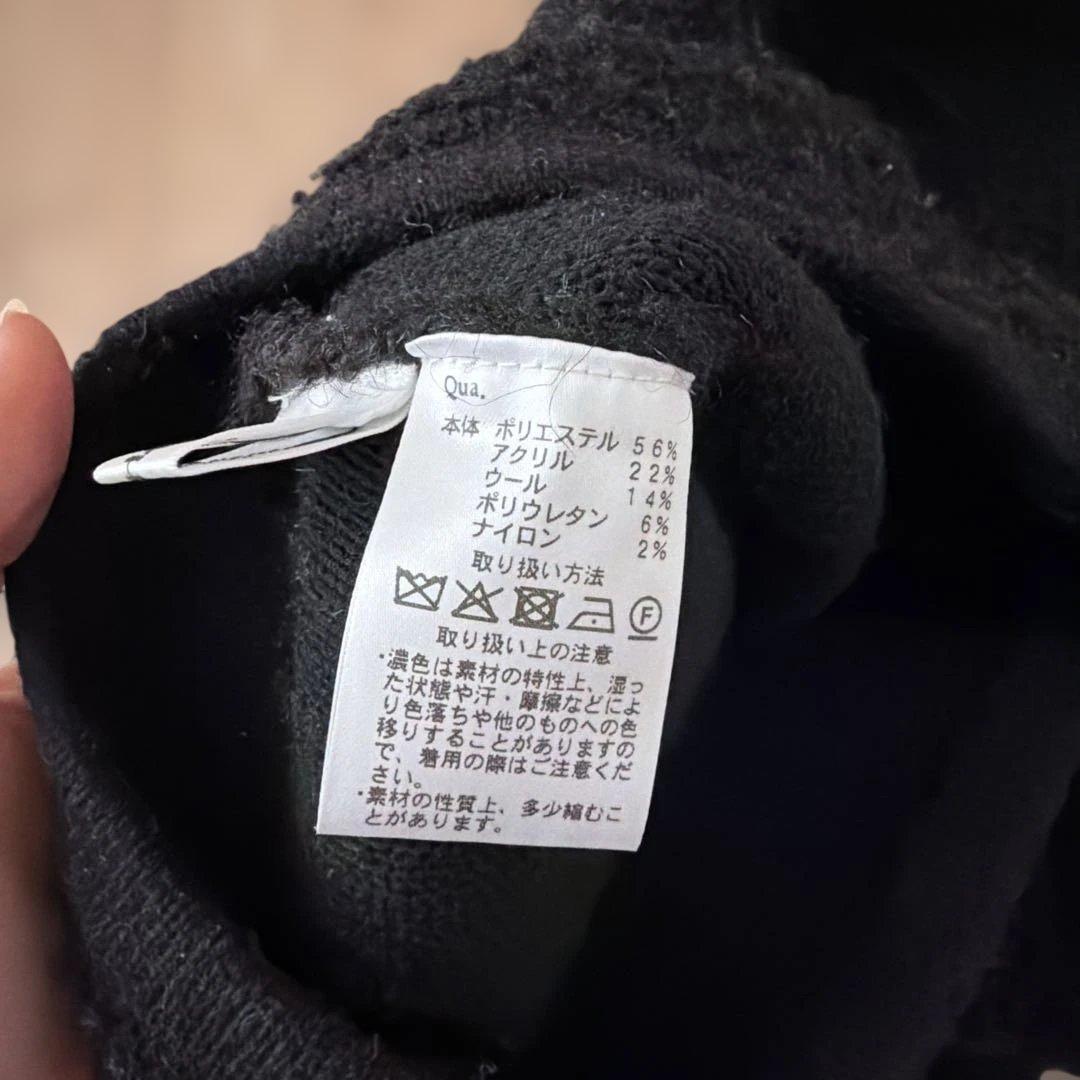 Qua.
本体 ポリエステル 56%
アクリル 22%
ウール 14%
ポリウレタン 6%
ナイロン 2%
取り扱い方法
F
取り扱い上の注意
・濃色は素材の特性上、湿っ
た状態や汗・摩擦などによ
り色落ちや他のものへの色
移りすることがありますの
で、着用の際はご注意くだ
さい。
・素材の性質上、多少縮むこ
とがあります。